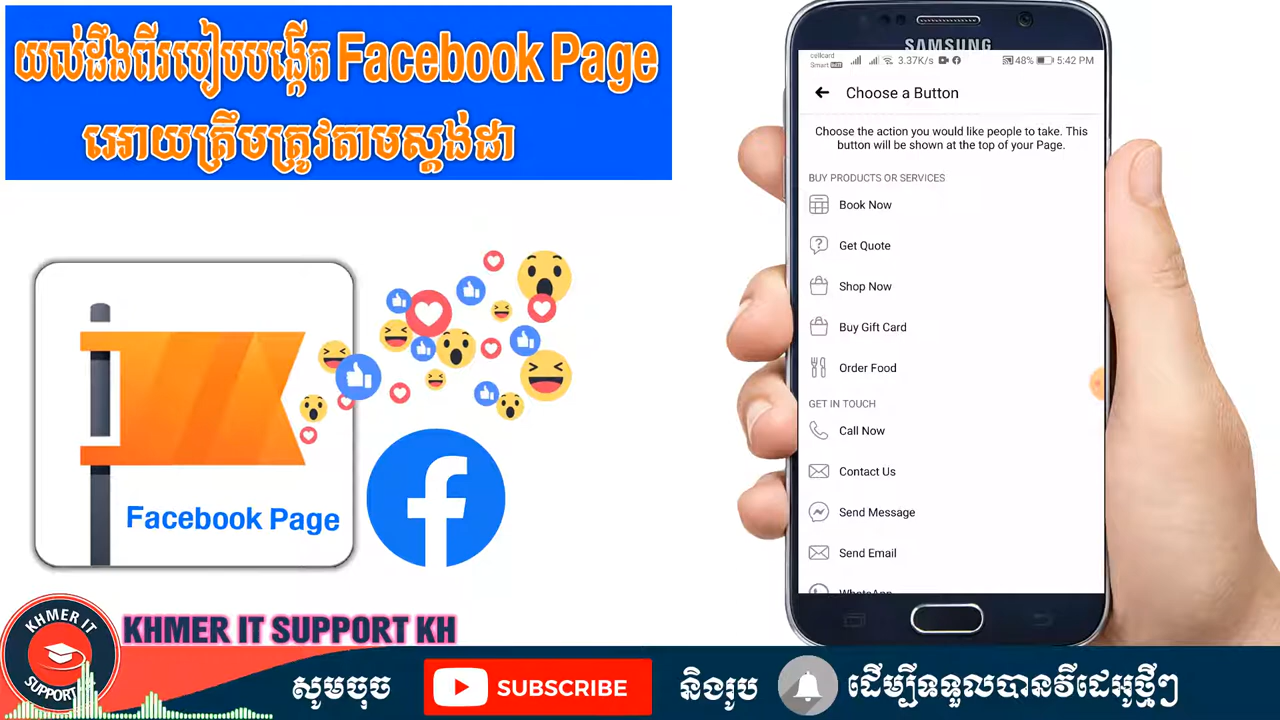 យល់ដឹងពីរបៀបបង្កើត Facebook Page
អោយត្រឹមត្រូវតាមស្តង់ដា
Facebook Page
KHMER IT
SUPPORT
KHMER IT SUPPORT KH
សូមចុច
SUBSCRIBE
និងរូប
ដើម្បីទទួលបានវីដេអូថ្មីៗ
SAMSUNG
cellcard
Smart
3.37K/s
48%
5:42 PM
Choose a Button
Choose the action you would like people to take. This
button will be shown at the top of your Page.
BUY PRODUCTS OR SERVICES
Book Now
Get Quote
Shop Now
Buy Gift Card
Order Food
GET IN TOUCH
Call Now
Contact Us
Send Message
Send Email
WhatsApp